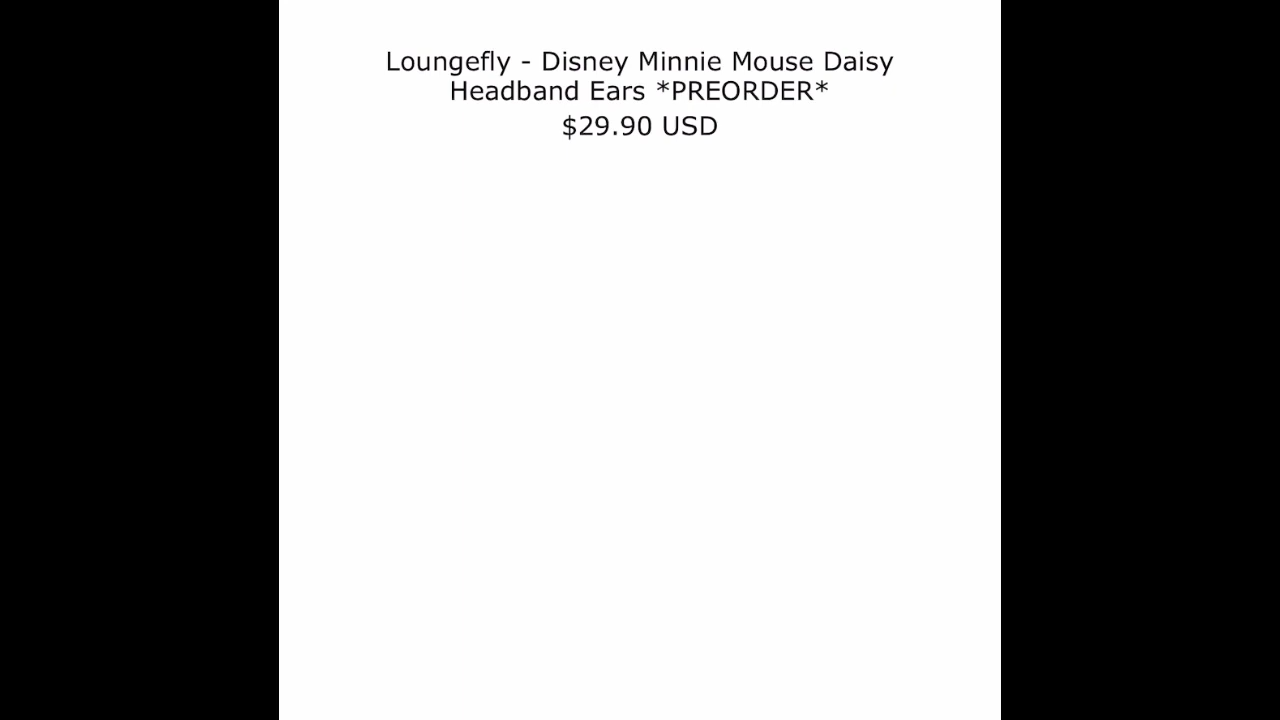 Loungefly - Disney Minnie Mouse Daisy
Headband Ears *PREORDER*
$29.90 USD